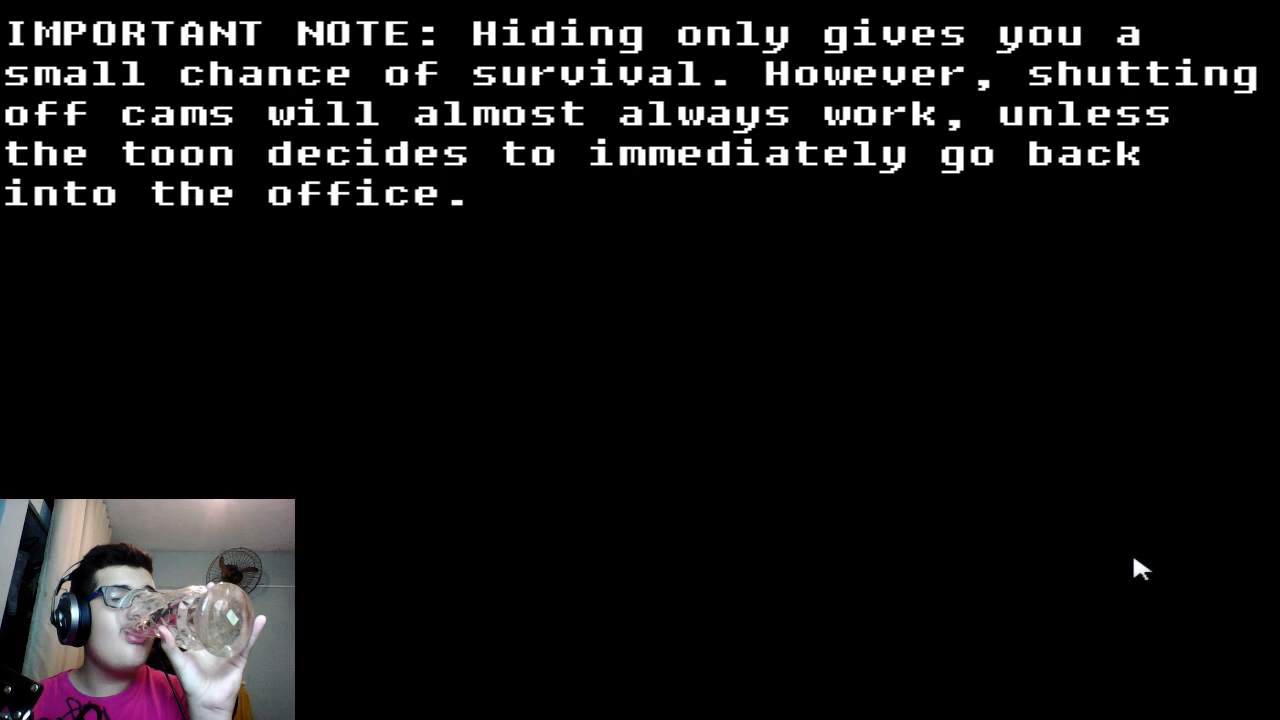 IMPORTANT NOTE: Hiding only gives you a
small chance of survival. However, shutting
off cams will almost always work, unless
the toon decides to immediately go back
into the office.